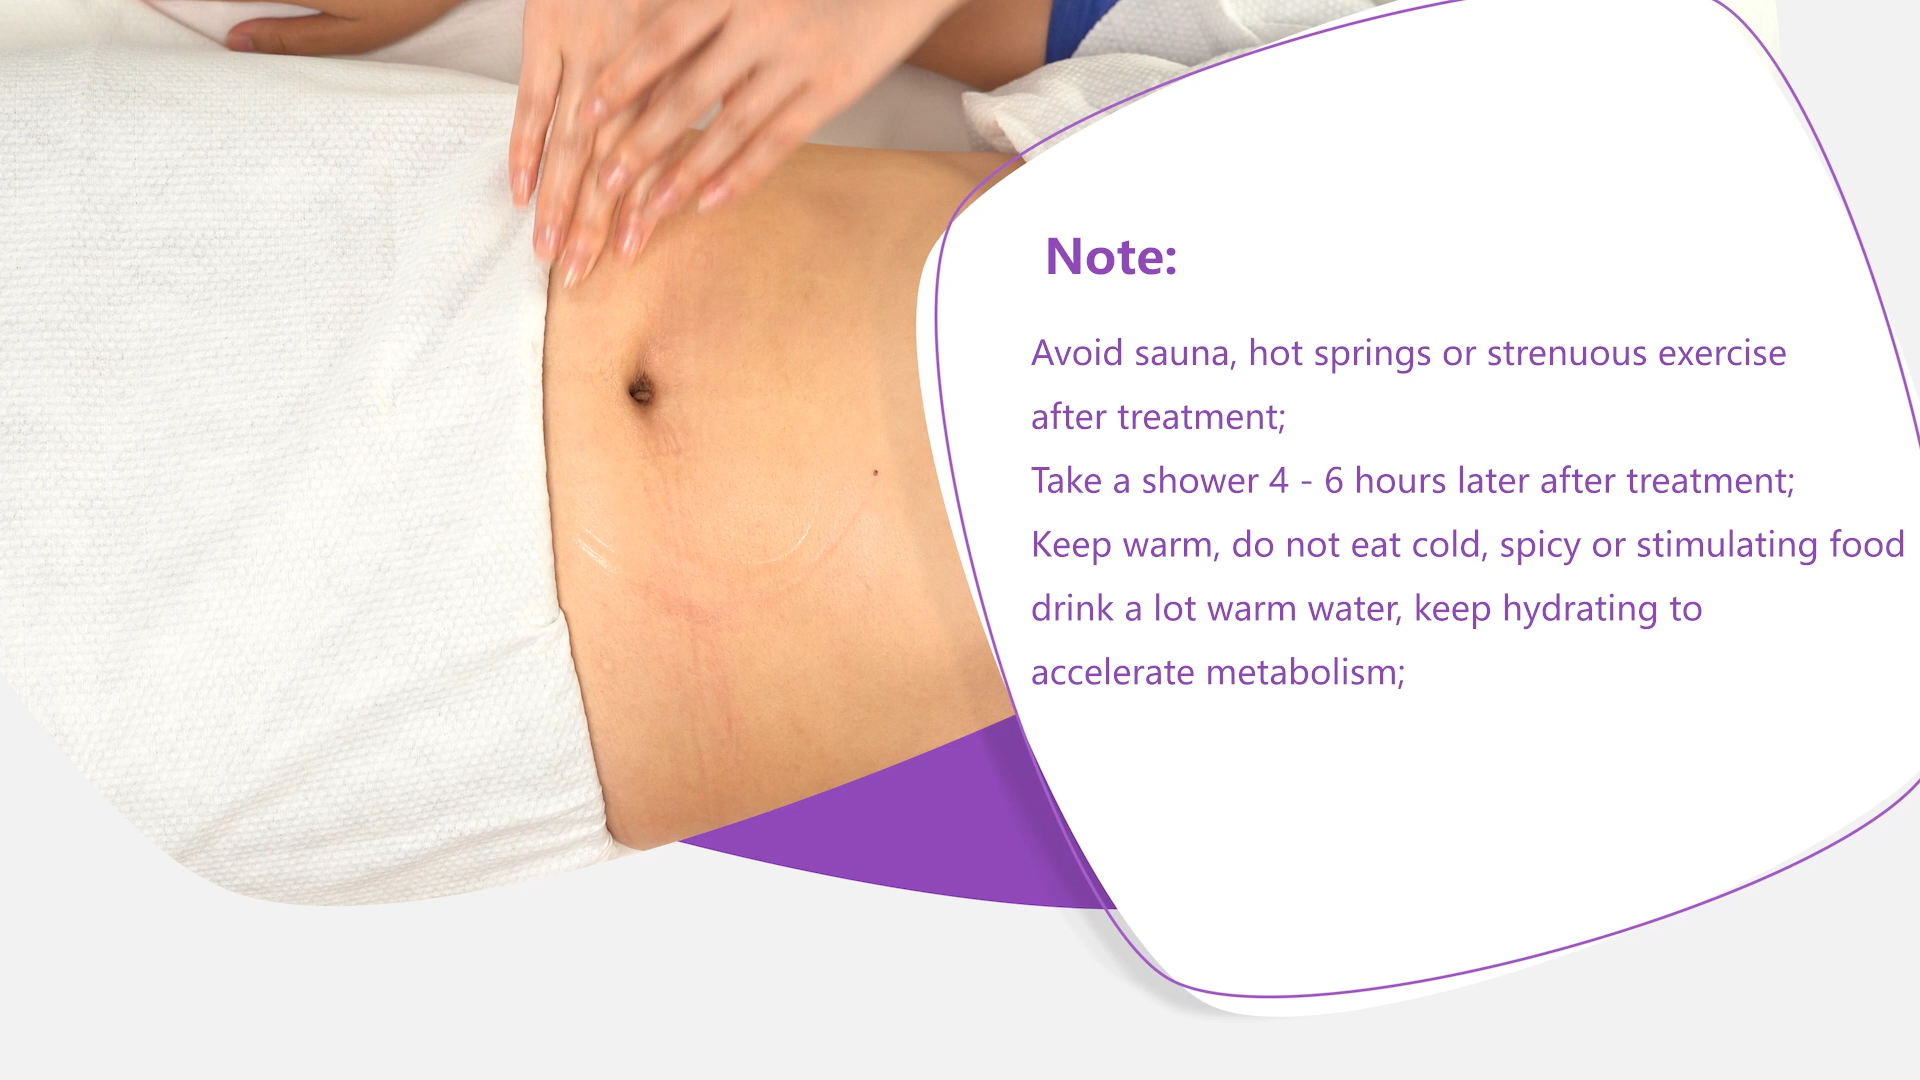 Note:
Avoid sauna, hot springs or strenuous exercise
after treatment;
Take a shower 4 - 6 hours later after treatment;
Keep warm, do not eat cold, spicy or stimulating food
drink a lot warm water, keep hydrating to
accelerate metabolism;